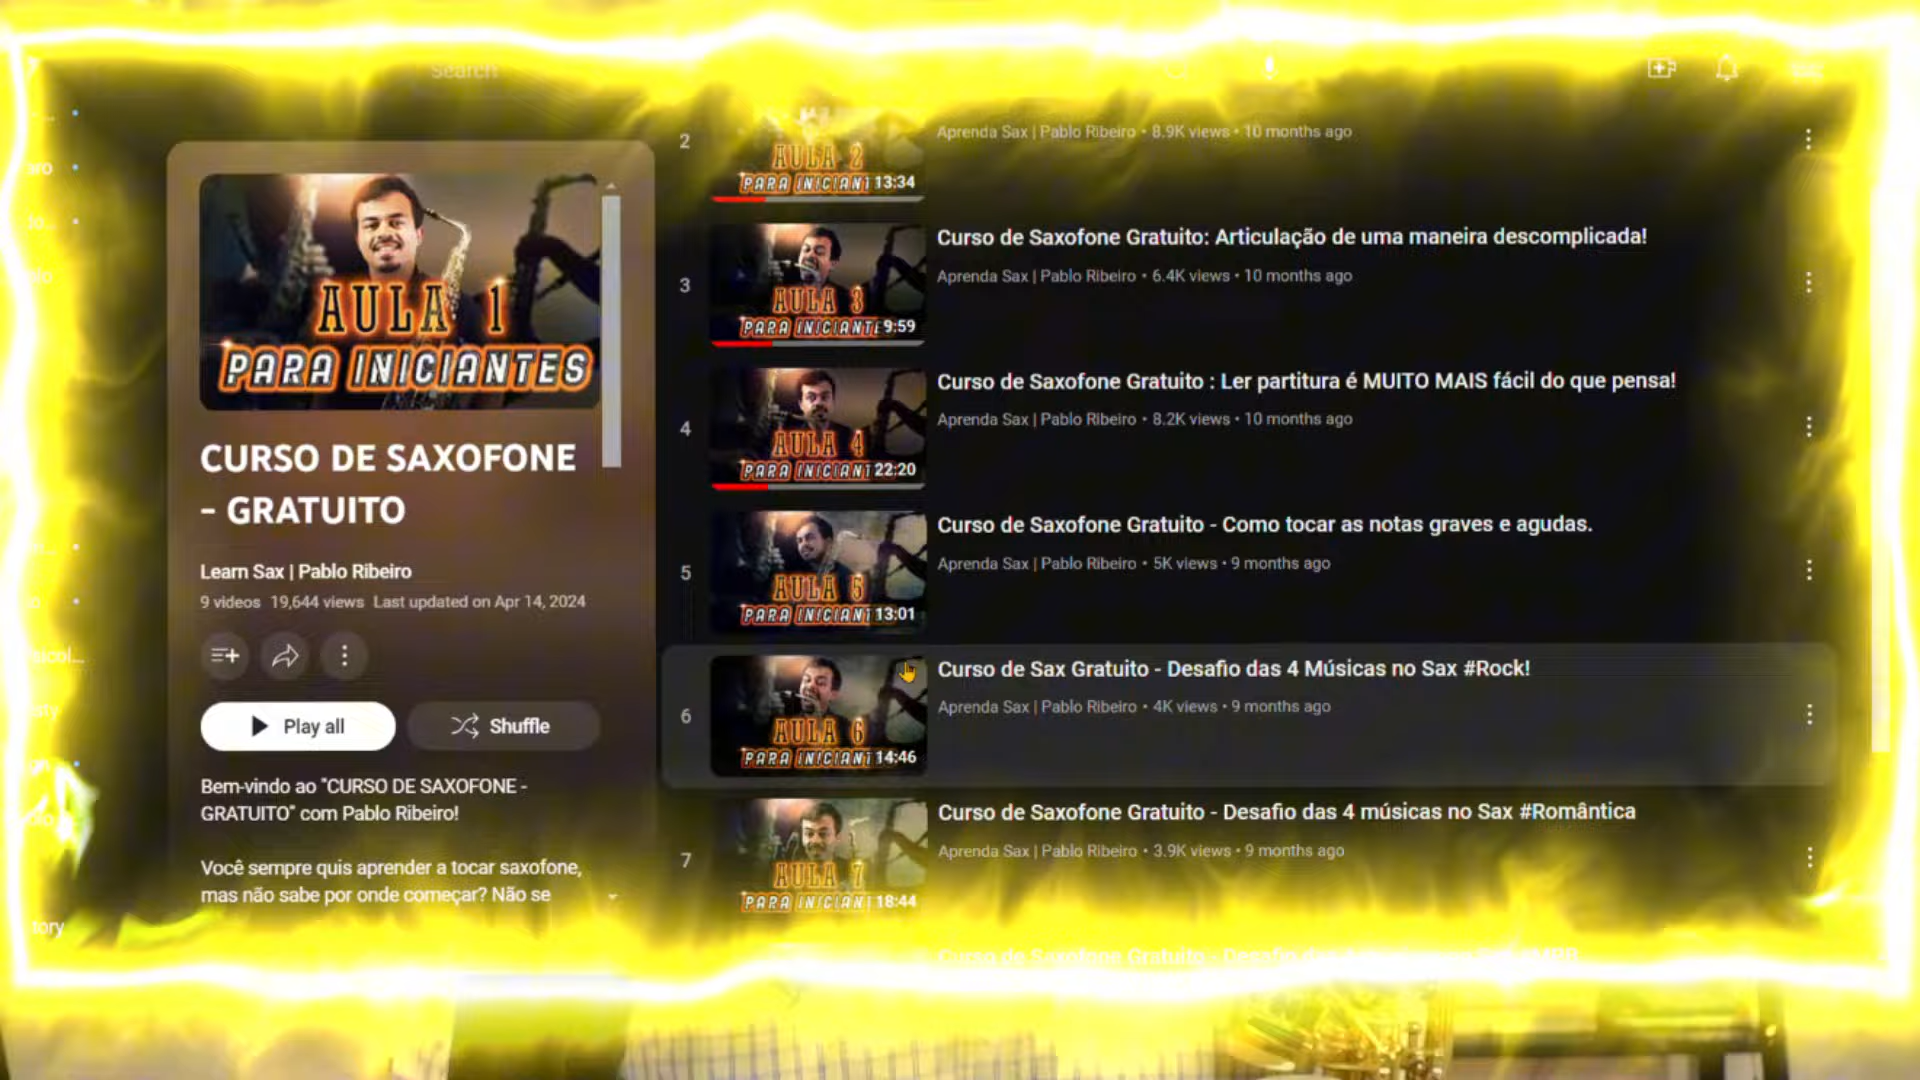 Search
AULA 1
PARA INICIANTES
CURSO DE SAXOFONE
- GRATUITO
Learn Sax | Pablo Ribeiro
9 videos 19,644 views Last updated on Apr 14, 2024
Play all
Shuffle
Bem-vindo ao "CURSO DE SAXOFONE -
GRATUITO" com Pablo Ribeiro!
Você sempre quis aprender a tocar saxofone,
mas não sabe por onde começar? Não se
2
AULA 2
PARA INICIANT 13:34
Aprenda Sax | Pablo Ribeiro • 8.9K views • 10 months ago
3
AULA 3
PARA INICIANTE 9:59
Curso de Saxofone Gratuito: Articulação de uma maneira descomplicada!
Aprenda Sax | Pablo Ribeiro • 6.4K views • 10 months ago
4
AULA 4
PARA INICIANT 22:20
Curso de Saxofone Gratuito : Ler partitura é MUITO MAIS fácil do que pensa!
Aprenda Sax | Pablo Ribeiro • 8.2K views • 10 months ago
5
AULA 5
PARA INICIANT 13:01
Curso de Saxofone Gratuito - Como tocar as notas graves e agudas.
Aprenda Sax | Pablo Ribeiro • 5K views • 9 months ago
6
AULA 6
PARA INICIANT 14:46
Curso de Sax Gratuito - Desafio das 4 Músicas no Sax #Rock!
Aprenda Sax | Pablo Ribeiro • 4K views • 9 months ago
7
AULA 7
PARA INICIANT 18:44
Curso de Saxofone Gratuito - Desafio das 4 músicas no Sax #Romântica
Aprenda Sax | Pablo Ribeiro • 3.9K views • 9 months ago
tory
Curso de Saxofone Gratuito - Desafio